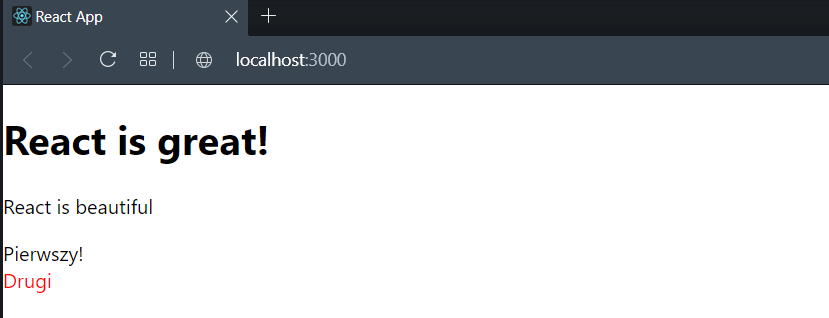 React App
localhost:3000
React is great!
React is beautiful
Pierwszy!
Drugi